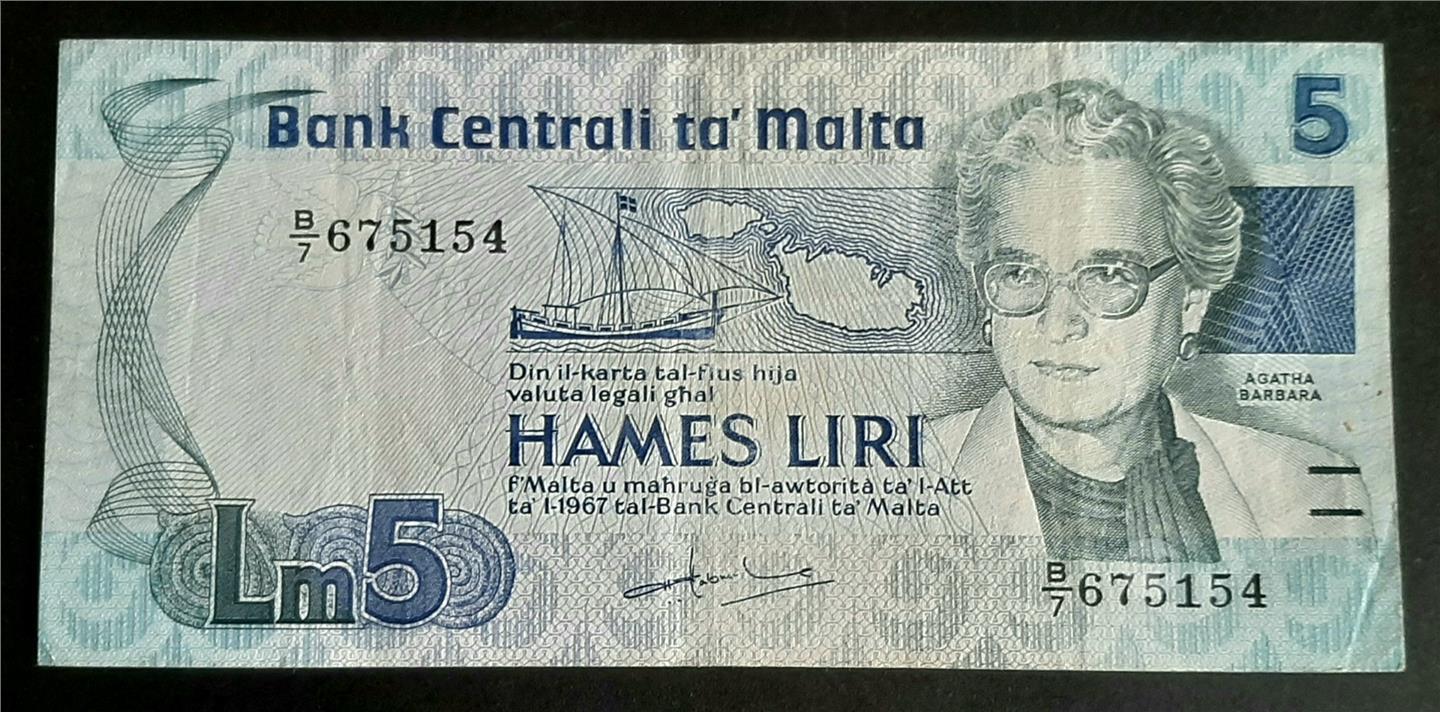 Bank Centrali ta' Malta
5
B/7 675154
Din il-karta tal-flus hija
valuta legali għal
ĦAMES LIRI
f'Malta u maħruġa bl-awtorità ta' l-Att
ta' l-1967 tal-Bank Centrali ta' Malta
AGATHA
BARBARA
Lm5
B/7 675154